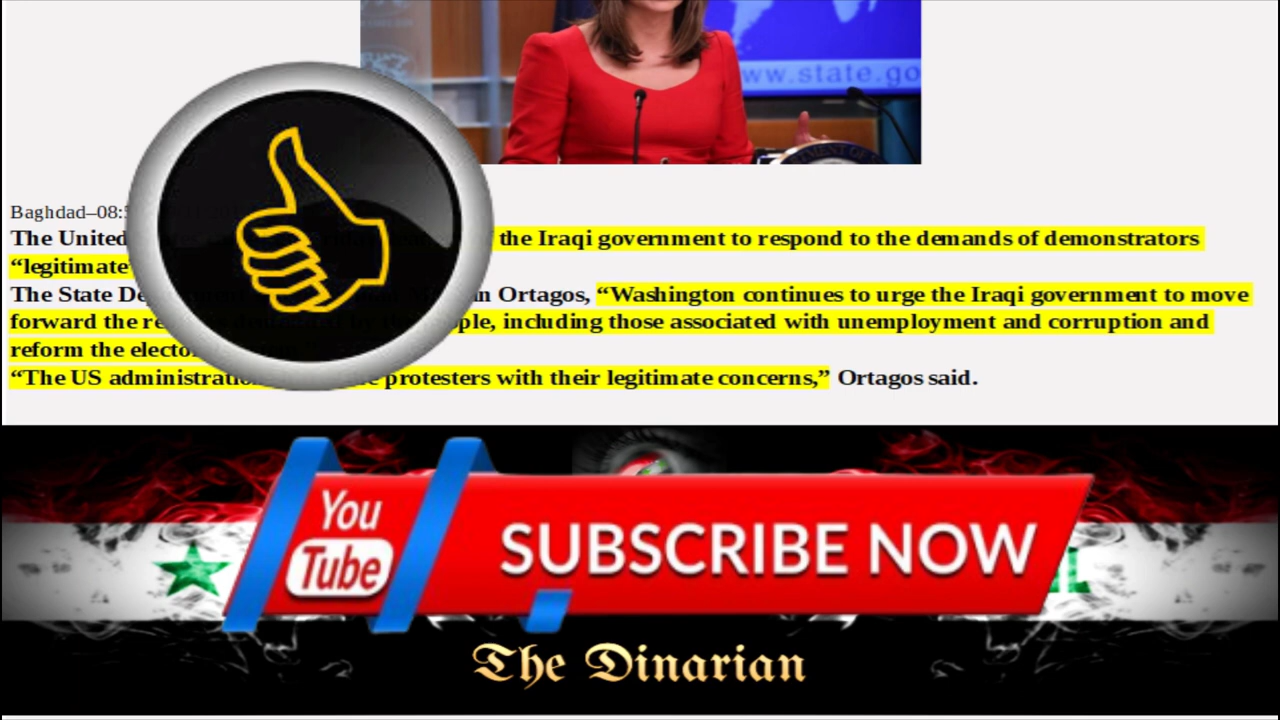 www.state.go
Baghdad–08:
The United the Iraqi government to respond to the demands of demonstrators
“legitimate
The State De n Ortagos, “Washington continues to urge the Iraqi government to move
forward the re ple, including those associated with unemployment and corruption and
reform the electo
“The US administratio protesters with their legitimate concerns,” Ortagos said.
You
Tube
SUBSCRIBE NOW
The Dinarian